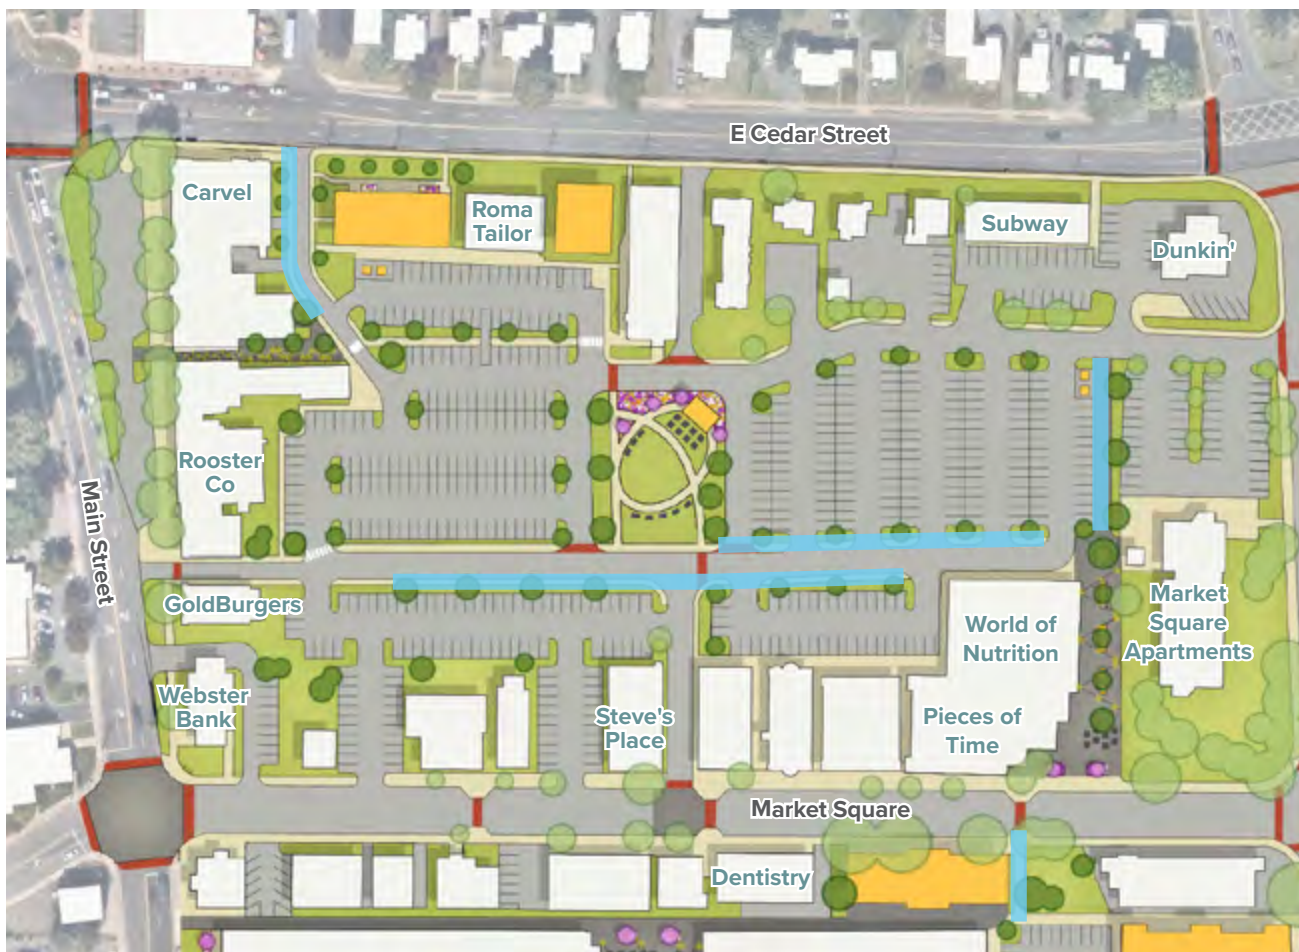 E Cedar Street
Carvel
Roma
Tailor
Subway
Dunkin'
Rooster
Co
Main Street
GoldBurgers
Market
Square
Apartments
World of
Nutrition
Webster
Bank
Steve's
Place
Pieces of
Time
Market Square
Dentistry